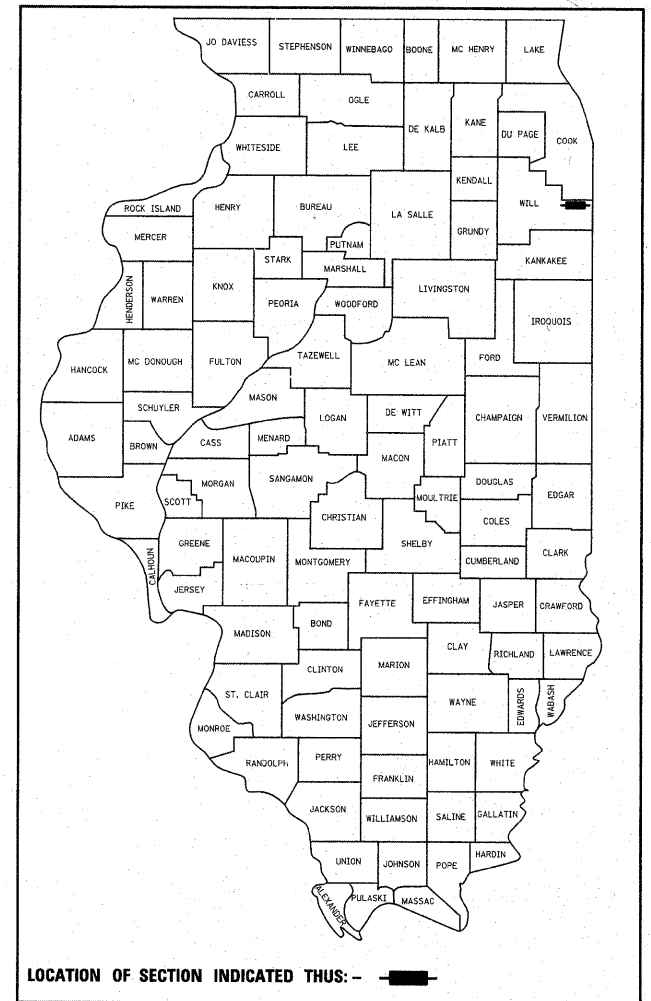 JO DAVIESS STEPHENSON WINNEBAGO BOONE MC HENRY LAKE
CARROLL OGLE DE KALB KANE DU PAGE COOK
WHITESIDE LEE
KENDALL
ROCK ISLAND HENRY BUREAU LA SALLE WILL
MERCER PUTNAM GRUNDY
STARK MARSHALL KANKAKEE
HENDERSON WARREN KNOX PEORIA WOODFORD LIVINGSTON
IROQUOIS
HANCOCK MC DONOUGH FULTON TAZEWELL MC LEAN FORD
MASON
SCHUYLER LOGAN DE WITT CHAMPAIGN VERMILION
ADAMS BROWN CASS MENARD PIATT
MACON
MORGAN SANGAMON DOUGLAS
PIKE SCOTT MOULTRIE EDGAR
CHRISTIAN COLES
GREENE MACOUPIN SHELBY
CALHOUN MONTGOMERY CUMBERLAND CLARK
JERSEY FAYETTE EFFINGHAM JASPER CRAWFORD
MADISON BOND
CLAY RICHLAND LAWRENCE
CLINTON MARION
ST. CLAIR WAYNE EDWARDS WABASH
MONROE WASHINGTON JEFFERSON
RANDOLPH PERRY HAMILTON WHITE
FRANKLIN
JACKSON WILLIAMSON SALINE GALLATIN
UNION JOHNSON POPE HARDIN
ALEXANDER PULASKI MASSAC
LOCATION OF SECTION INDICATED THUS: -